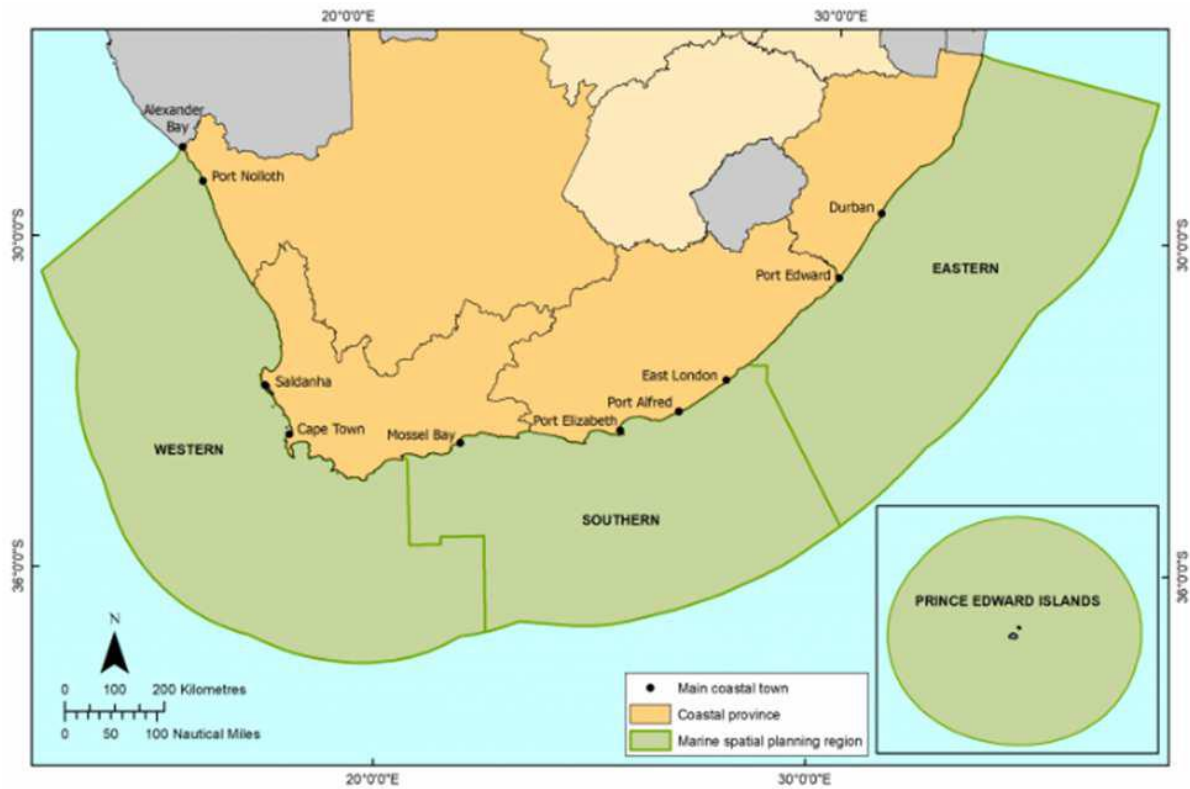 20°0'0"E
30°0'0"E
Alexander
Bay
Port Nolloth
Durban
30°0'0"S
30°0'0"S
EASTERN
Port Edward
Saldanha
East London
Port Alfred
Port Elizabeth
Cape Town
Mossel Bay
WESTERN
SOUTHERN
36°0'0"S
36°0'0"S
PRINCE EDWARD ISLANDS
N
0 100 200 Kilometres
0 50 100 Nautical Miles
Main coastal town
Coastal province
Marine spatial planning region
20°0'0"E
30°0'0"E